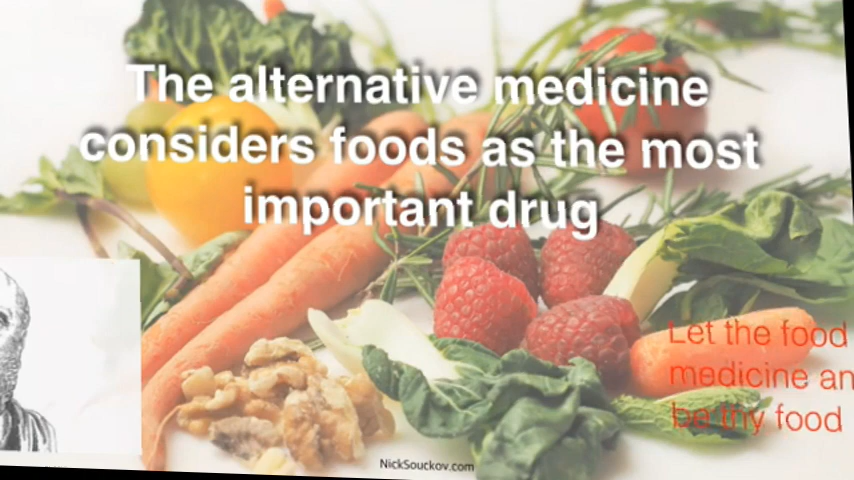 The alternative medicine
considers foods as the most
important drug
Let the food
medicine an
be thy food
NickSouckov.com